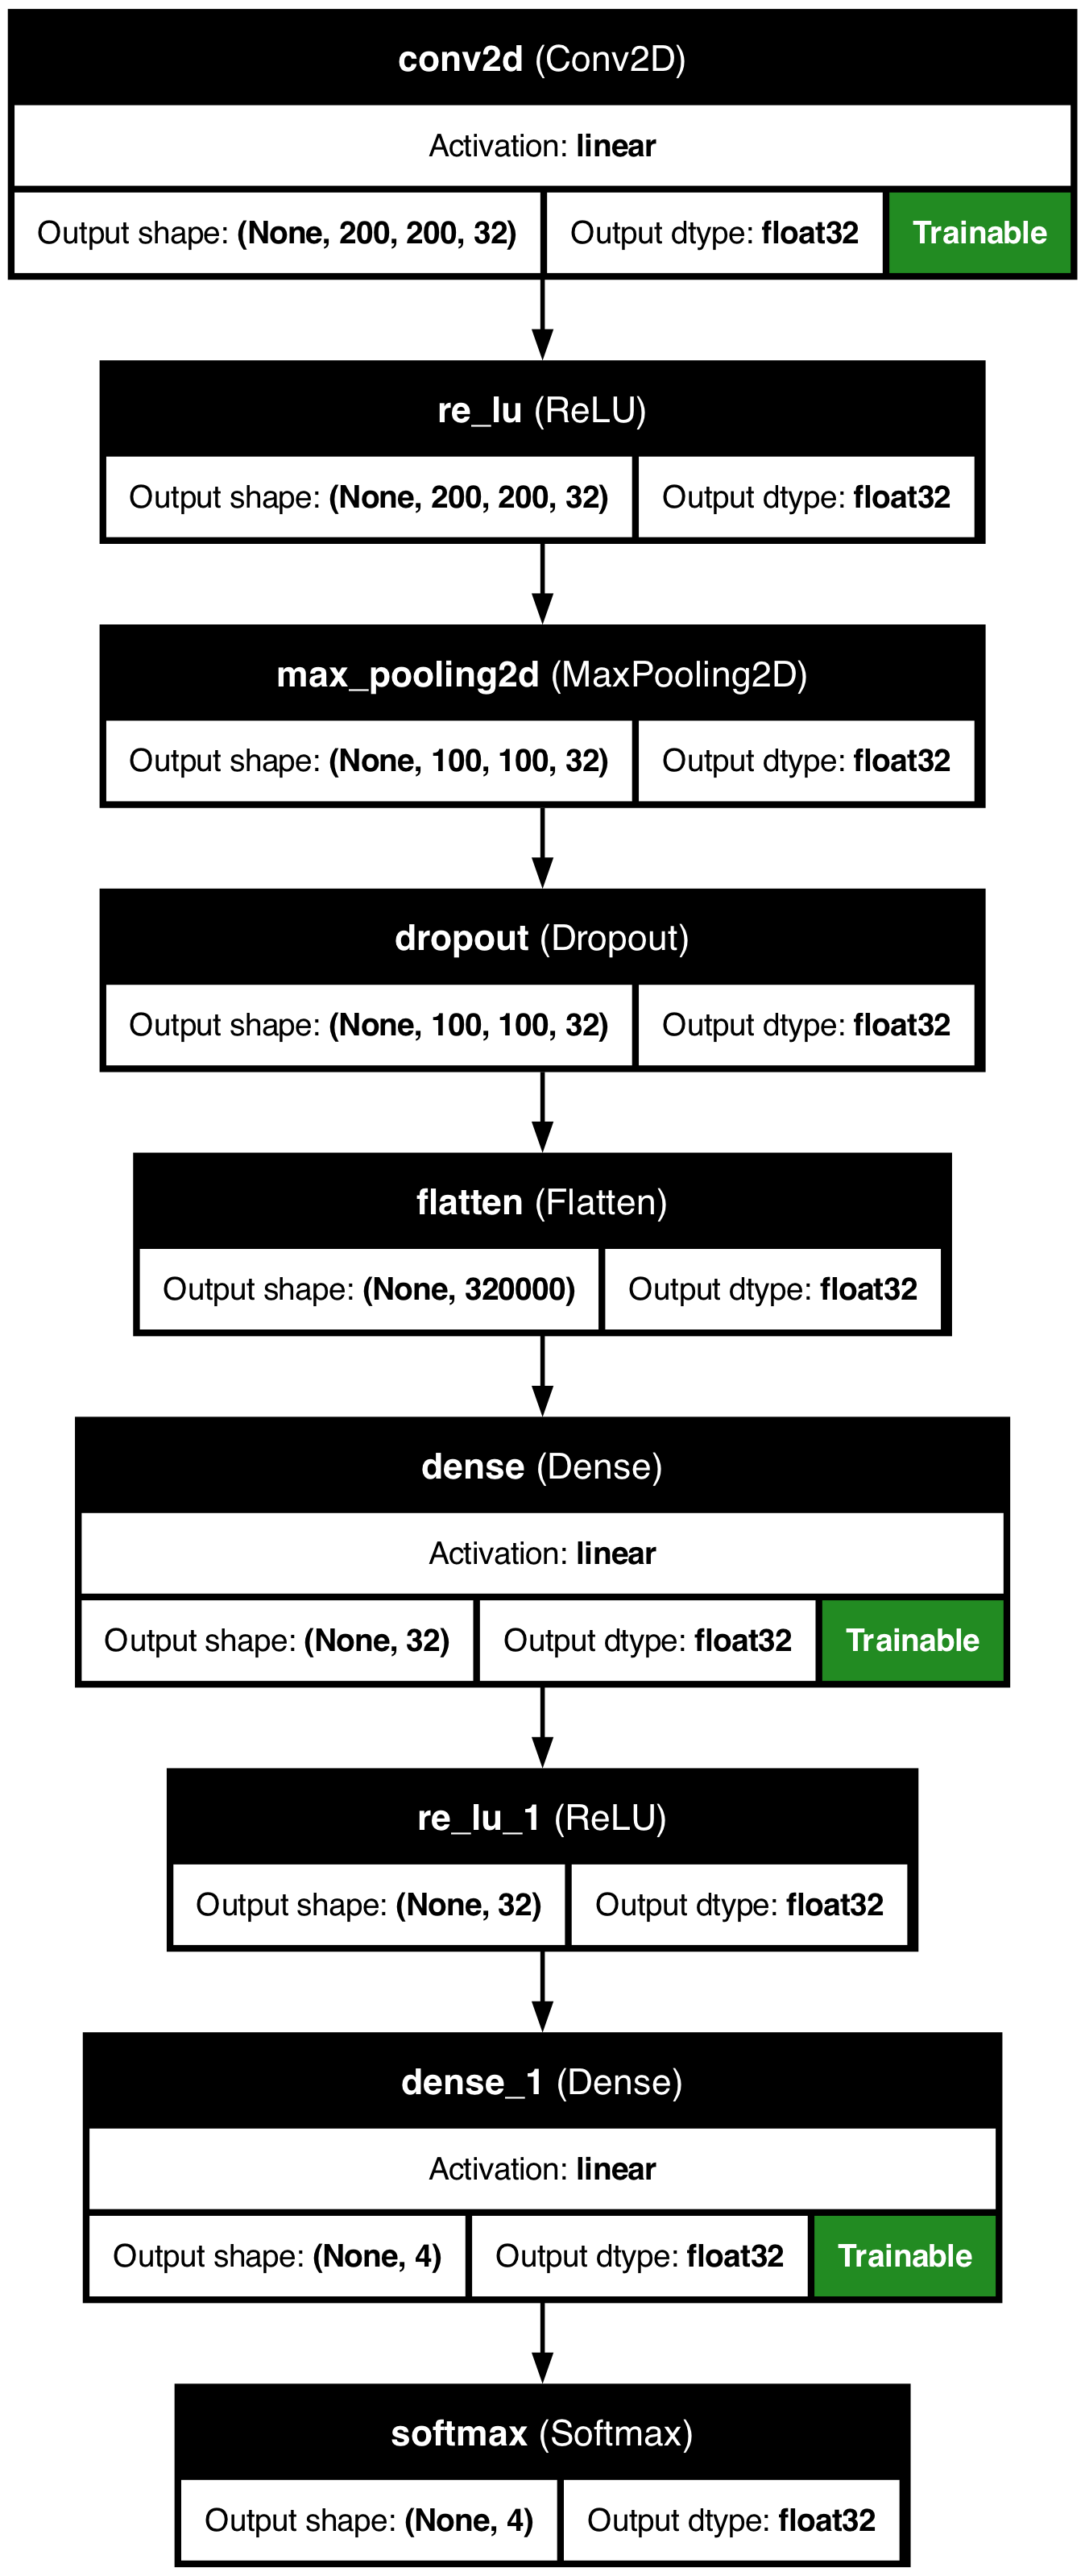 conv2d (Conv2D)
Activation: linear
Output shape: (None, 200, 200, 32) Output dtype: float32 Trainable
re_lu (ReLU)
Output shape: (None, 200, 200, 32) Output dtype: float32
max_pooling2d (MaxPooling2D)
Output shape: (None, 100, 100, 32) Output dtype: float32
dropout (Dropout)
Output shape: (None, 100, 100, 32) Output dtype: float32
flatten (Flatten)
Output shape: (None, 320000) Output dtype: float32
dense (Dense)
Activation: linear
Output shape: (None, 32) Output dtype: float32 Trainable
re_lu_1 (ReLU)
Output shape: (None, 32) Output dtype: float32
dense_1 (Dense)
Activation: linear
Output shape: (None, 4) Output dtype: float32 Trainable
softmax (Softmax)
Output shape: (None, 4) Output dtype: float32